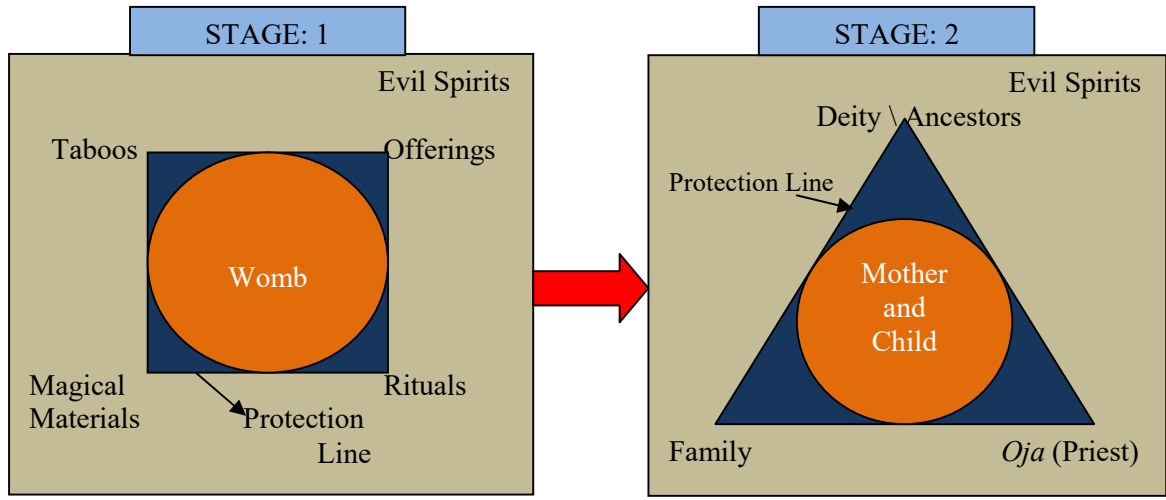 STAGE: 1
Evil Spirits
Taboos
Offerings
Womb
Magical
Materials
Rituals
Protection
Line
STAGE: 2
Evil Spirits
Deity \ Ancestors
Protection Line
Mother
and
Child
Family
Oja (Priest)